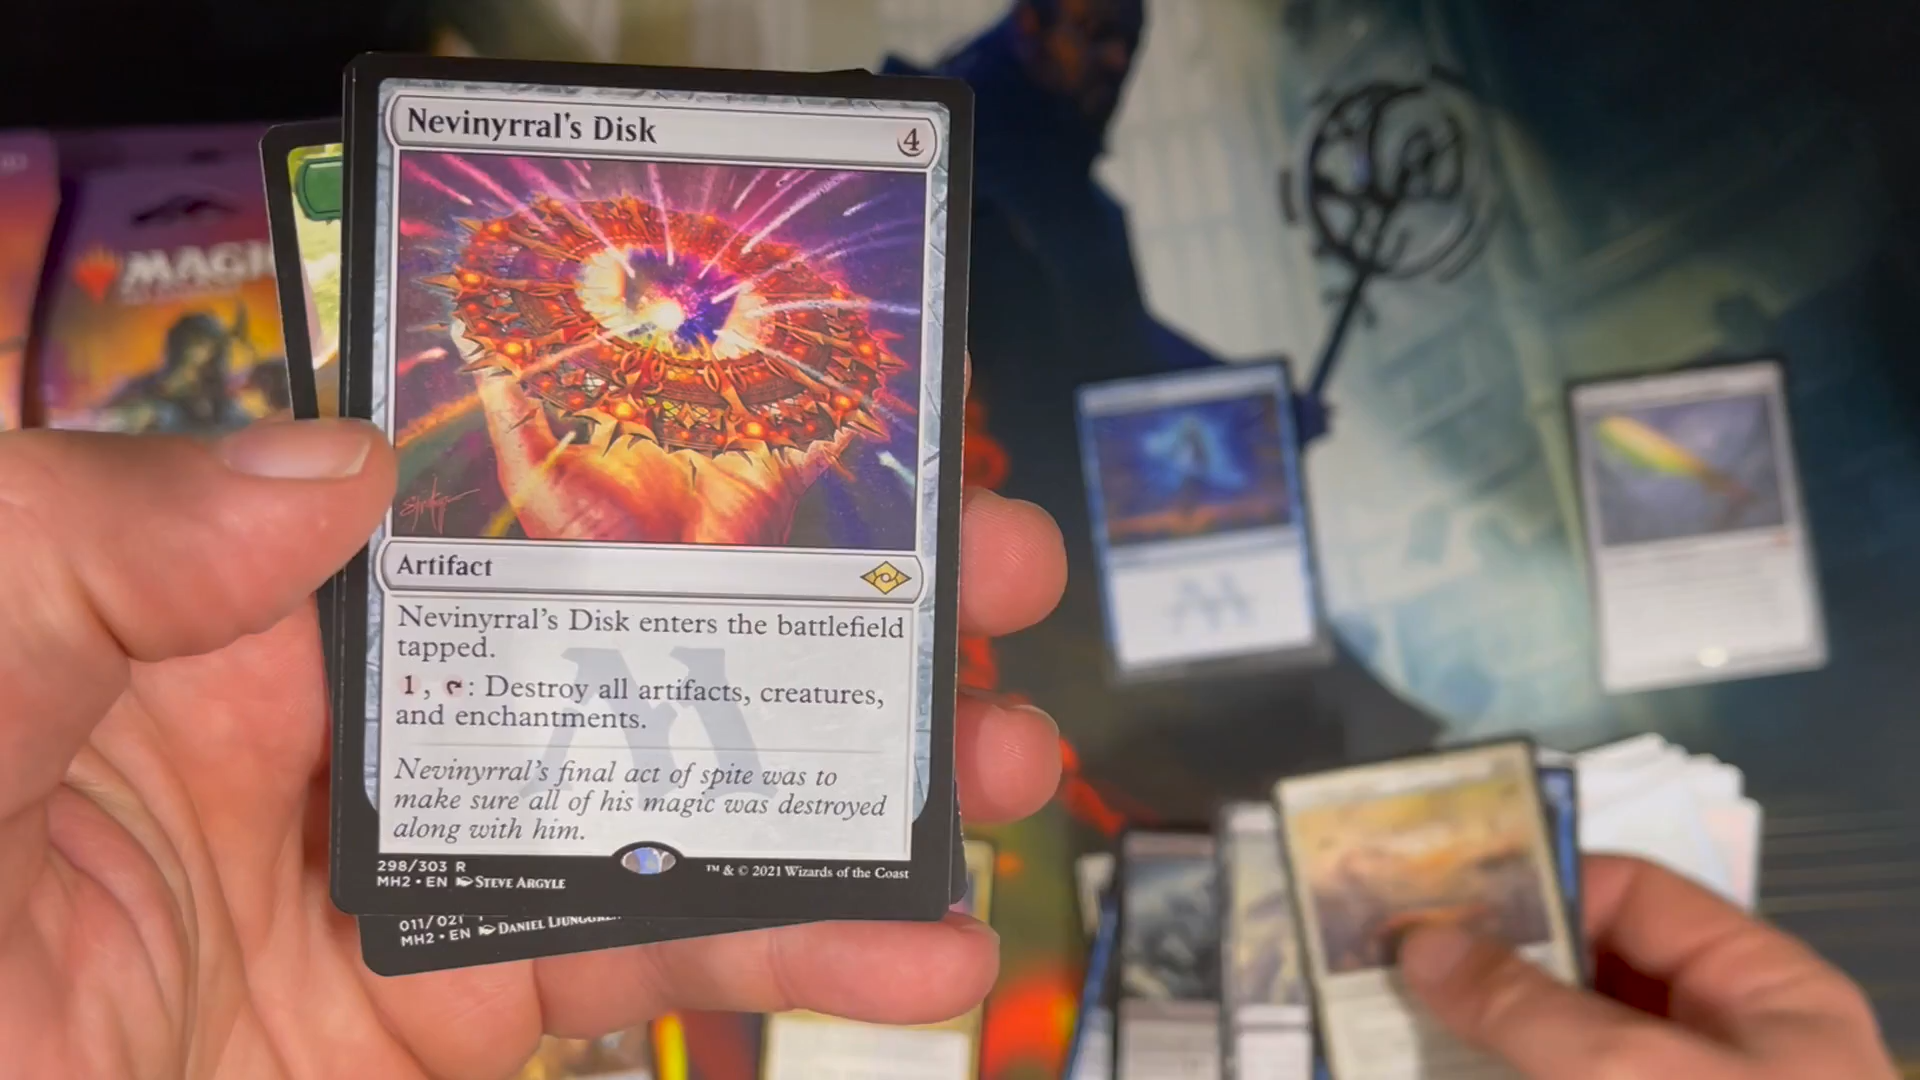 Nevinyrral's Disk
4
Artifact
Nevinyrral's Disk enters the battlefield
tapped.
1, : Destroy all artifacts, creatures,
and enchantments.
Nevinyrral's final act of spite was to
make sure all of his magic was destroyed
along with him.
298/303 R
MH2 • EN STEVE ARGYLE
™ & © 2021 Wizards of the Coast
011/021
MH2 • EN DANIEL
MAGIC